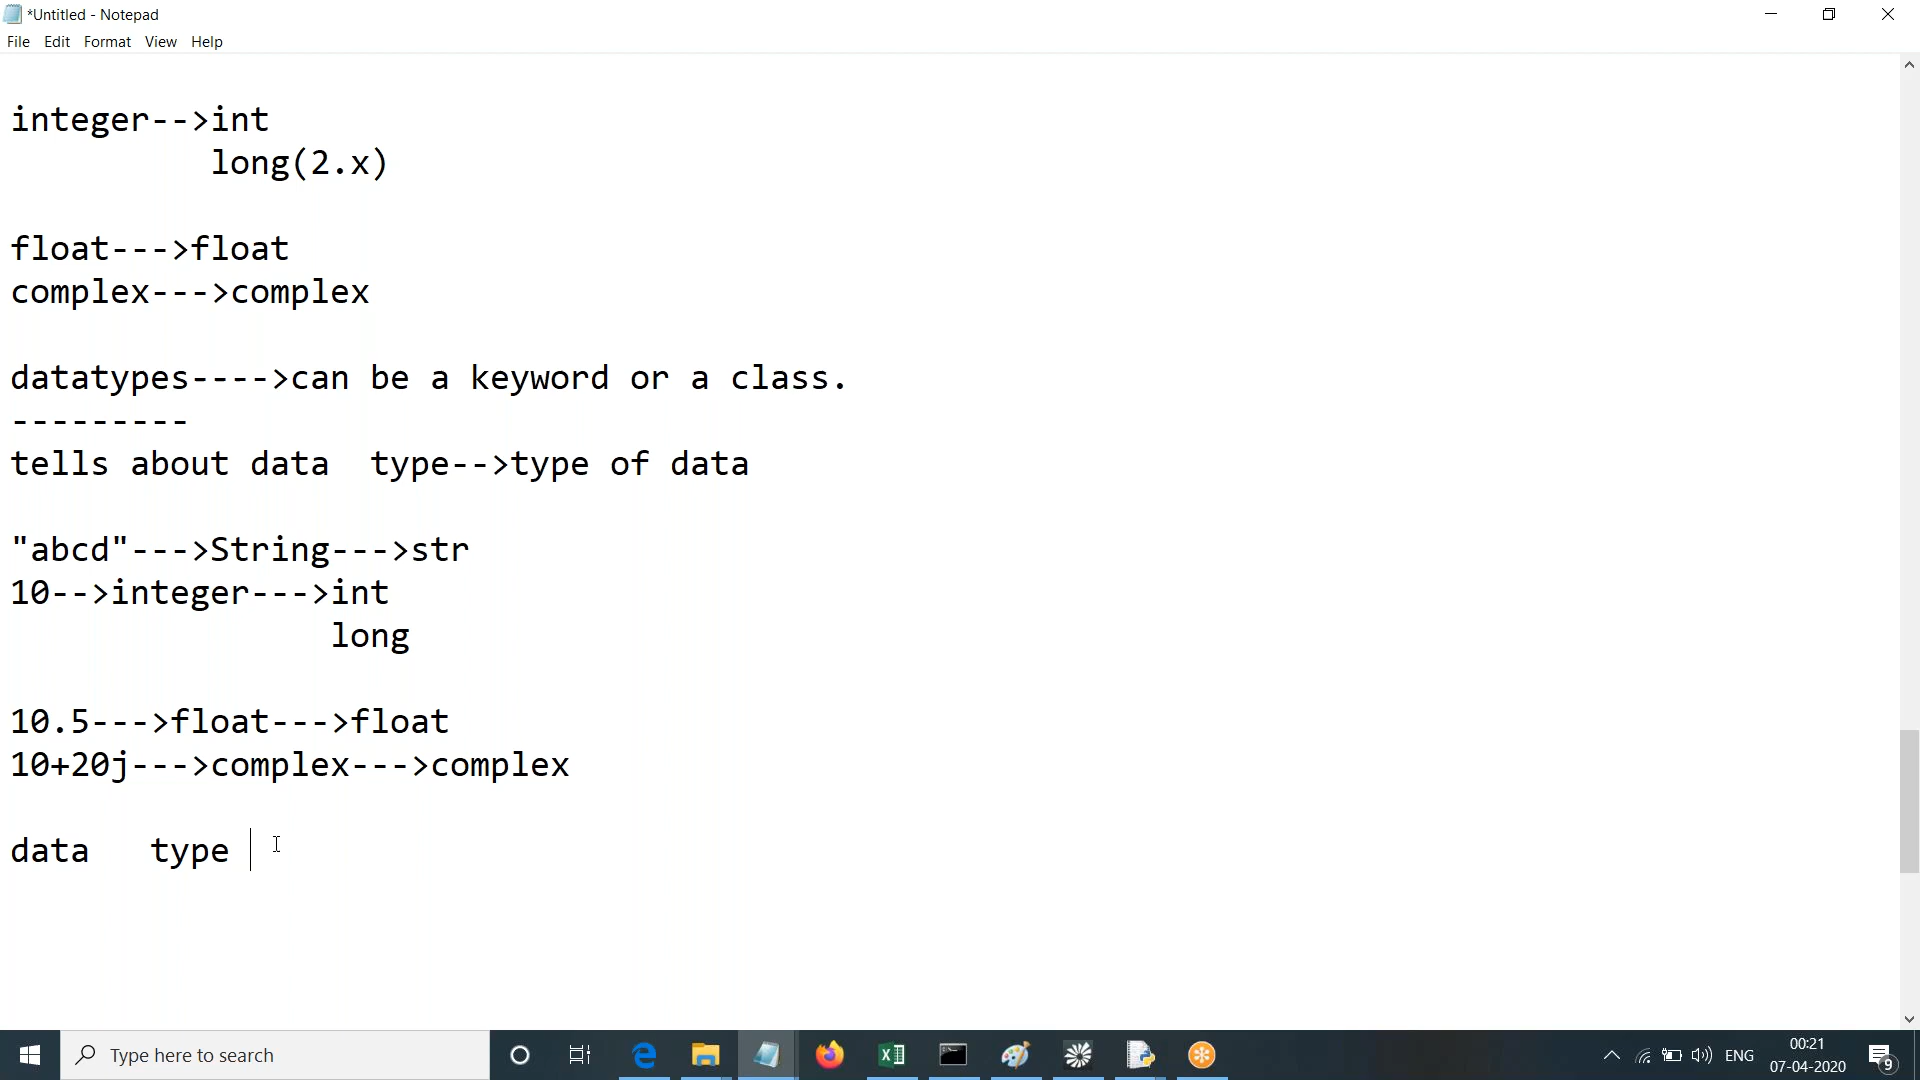 *Untitled - Notepad
File Edit Format View Help
integer-->int
long(2.x)
float--->float
complex--->complex
datatypes---->can be a keyword or a class.
---------
tells about data  type-->type of data
"abcd"--->String--->str
10-->integer--->int
long
10.5--->float--->float
10+20j--->complex--->complex
data   type
Type here to search
ENG
00:21
07-04-2020
9